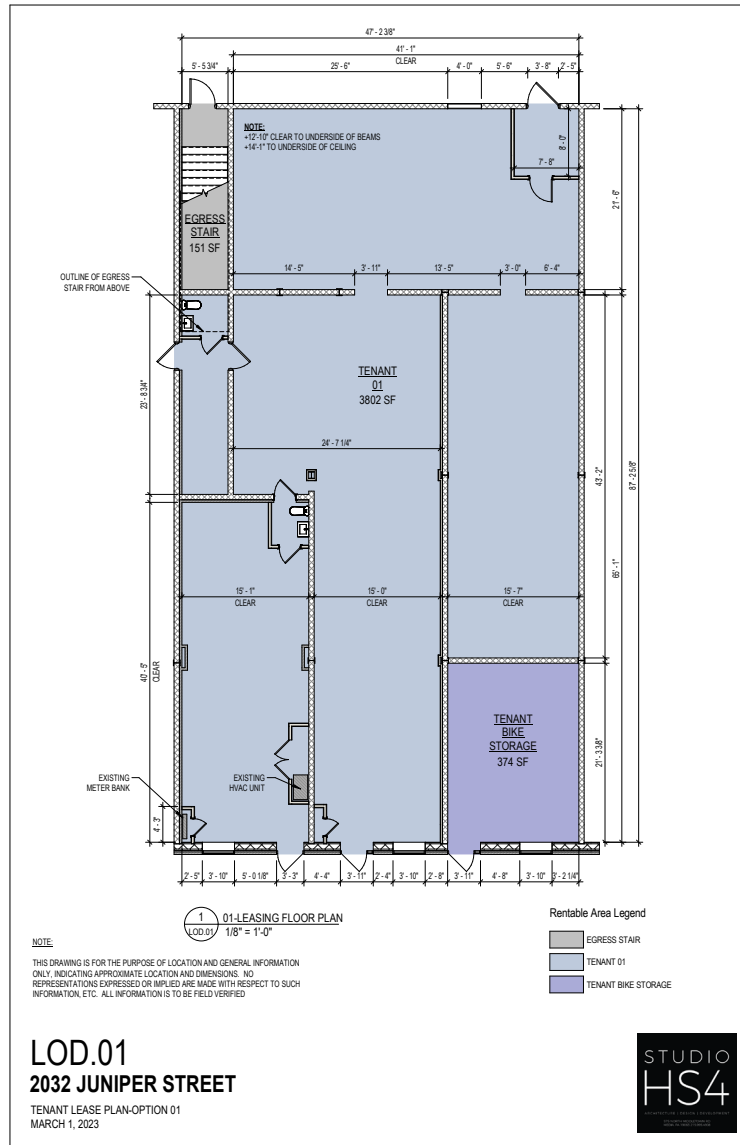 47' - 2 3/8"
41' - 1"
CLEAR
5' - 5 3/4"
25' - 6"
4' - 0"
5' - 6"
3' - 8"
2' - 5"
NOTE:
+12'-10" CLEAR TO UNDERSIDE OF BEAMS
+14'-1" TO UNDERSIDE OF CEILING
8' - 0"
7' - 8"
21' - 6"
EGRESS
STAIR
151 SF
OUTLINE OF EGRESS
STAIR FROM ABOVE
14' - 5"
3' - 11"
13' - 5"
3' - 0"
6' - 4"
TENANT
01
3802 SF
23' - 8 3/4"
24' - 7 1/4"
43' - 2"
87' - 2 5/8"
66' - 1"
15' - 1"
CLEAR
15' - 0"
CLEAR
15' - 7"
CLEAR
40' - 5"
CLEAR
TENANT
BIKE
STORAGE
374 SF
21' - 3 3/8"
EXISTING
METER BANK
EXISTING
HVAC UNIT
4' - 3"
2' - 5"
3' - 10"
5' - 0 1/8"
3' - 3"
4' - 4"
3' - 11"
2' - 4"
3' - 10"
2' - 8"
3' - 11"
4' - 8"
3' - 10"
3' - 2 1/4"
1
LOD.01
01-LEASING FLOOR PLAN
1/8" = 1'-0"
Rentable Area Legend
EGRESS STAIR
TENANT 01
TENANT BIKE STORAGE
NOTE:
THIS DRAWING IS FOR THE PURPOSE OF LOCATION AND GENERAL INFORMATION
ONLY, INDICATING APPROXIMATE LOCATION AND DIMENSIONS. NO
REPRESENTATIONS EXPRESSED OR IMPLIED ARE MADE WITH RESPECT TO SUCH
INFORMATION, ETC. ALL INFORMATION IS TO BE FIELD VERIFIED
LOD.01
2032 JUNIPER STREET
TENANT LEASE PLAN-OPTION 01
MARCH 1, 2023
STUDIO
HS4
ARCHITECTURE | DESIGN | DEVELOPMENT